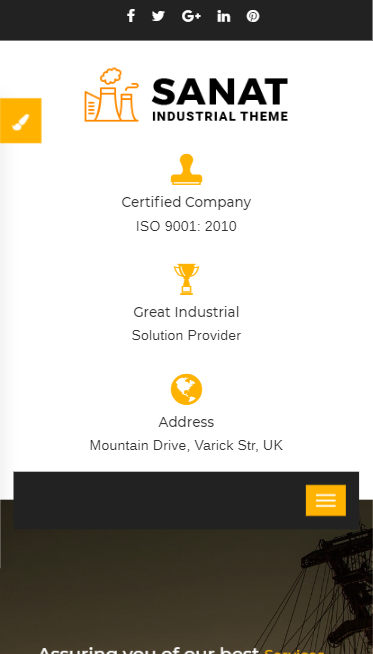 SANAT
INDUSTRIAL THEME
Certified Company
ISO 9001: 2010
Great Industrial
Solution Provider
Address
Mountain Drive, Varick Str, UK
Assuring you of our best Services